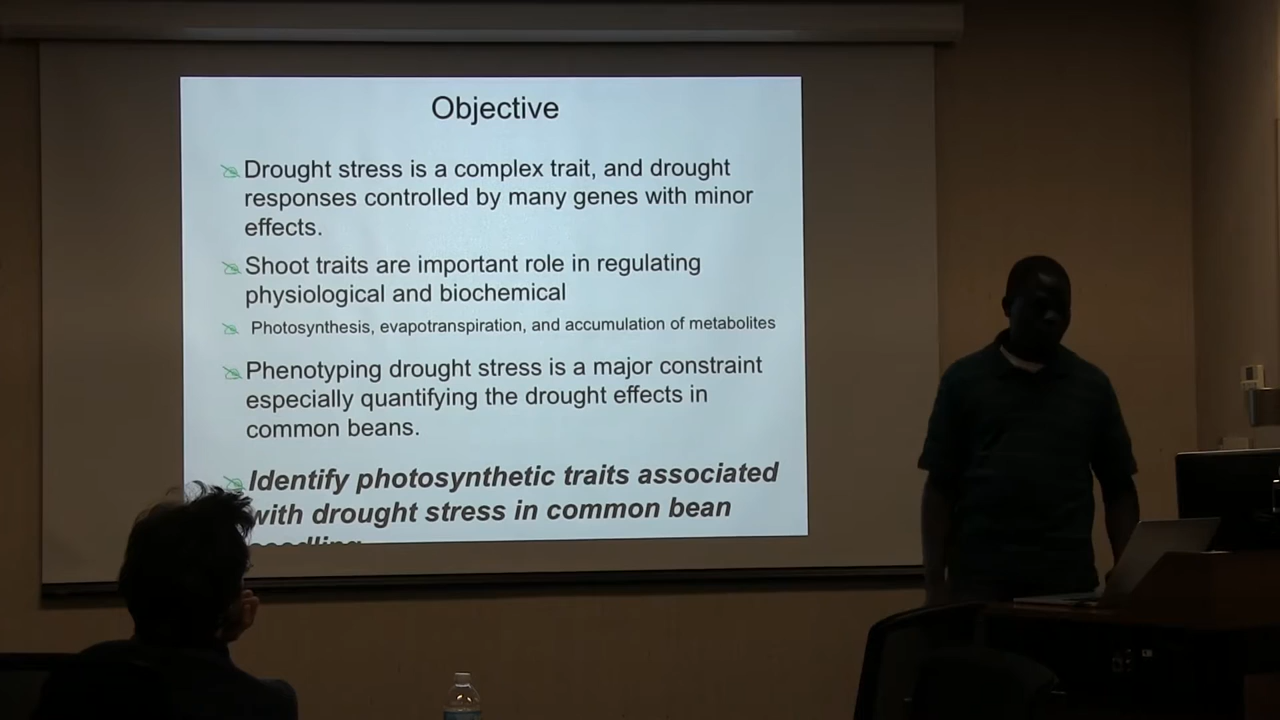 Objective
Drought stress is a complex trait, and drought
responses controlled by many genes with minor
effects.
Shoot traits are important role in regulating
physiological and biochemical
Photosynthesis, evapotranspiration, and accumulation of metabolites
Phenotyping drought stress is a major constraint
especially quantifying the drought effects in
common beans.
Identify photosynthetic traits associated
with drought stress in common bean